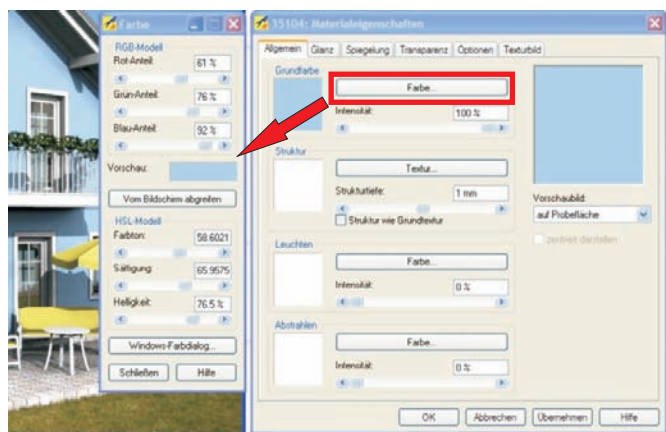 Farbe
RGB-Modell
Rot-Anteil: 61 %
Grün-Anteil: 76 %
Blau-Anteil: 92 %
Vorschau:
Vom Bildschirm abgreifen
HSL-Modell
Farbton: 58.6021
Sättigung: 65.9575
Helligkeit: 76.5 %
Windows-Farbdialog...
Schließen Hilfe
35104: Materialeigenschaften
Allgemein Glanz Spiegelung Transparenz Optionen Texturbild
Grundfarbe
Farbe...
Intensität: 100 %
Struktur
Textur...
Strukturtiefe: 1 mm
Struktur wie Grundtextur
Leuchten
Farbe...
Intensität: 0 %
Abstrahlen
Farbe...
Intensität: 0 %
Vorschaubild:
auf Probefläche
zentriert darstellen
OK Abbrechen Übernehmen Hilfe